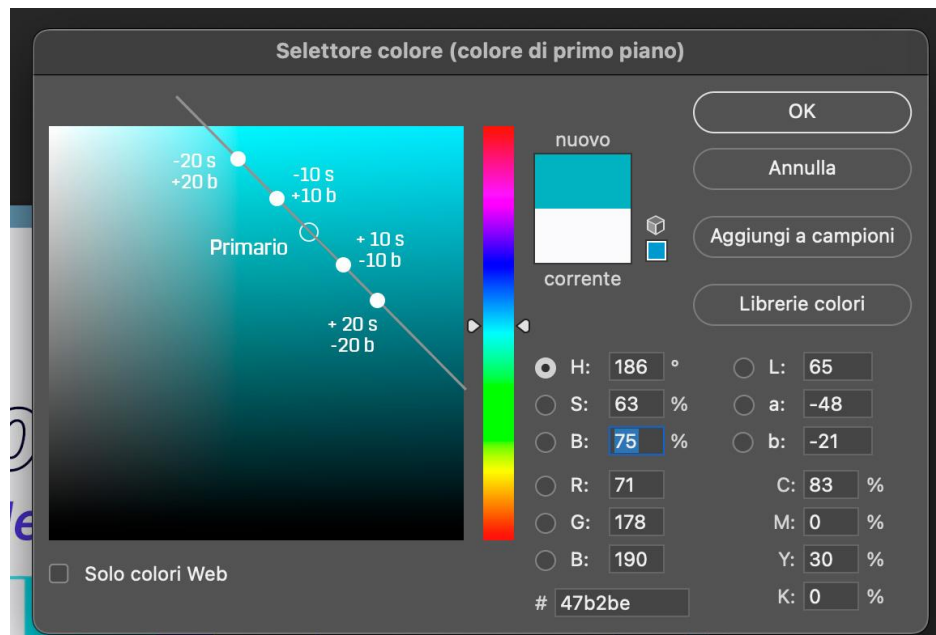 Selettore colore (colore di primo piano)
-20 s
+20 b
-10 s
+10 b
Primario
+ 10 s
-10 b
+ 20 s
-20 b
nuovo
corrente
OK
Annulla
Aggiungi a campioni
Librerie colori
H: 186 °
S: 63 %
B: 75 %
R: 71
G: 178
B: 190
# 47b2be
L: 65
a: -48
b: -21
C: 83 %
M: 0 %
Y: 30 %
K: 0 %
Solo colori Web